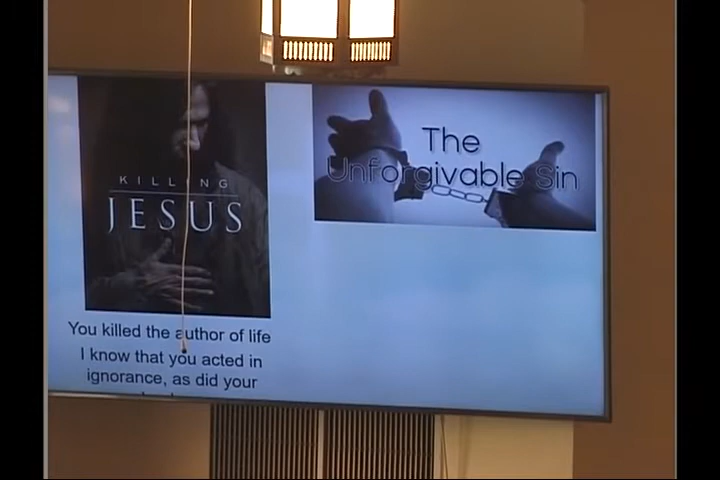 KILLING
JESUS
You killed the author of life
I know that you acted in
ignorance, as did your
The
Unforgivable Sin